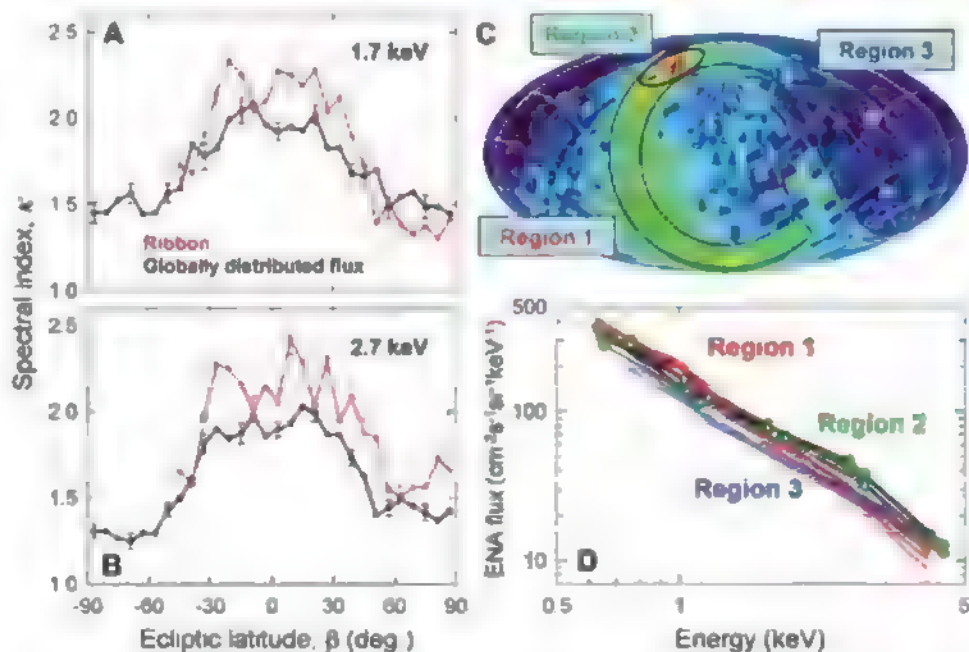 A
1.7 keV
2.5
2.0
1.5
1.0
Ribbon
Globally distributed flux
Spectral index, κ
2.7 keV
2.5
2.0
1.5
1.0
B
-90 -60 -30 0 30 60 90
Ecliptic latitude, β (deg.)
C
Region 2
Region 3
Region 1
500
100
10
ENA flux (cm⁻²s⁻¹sr⁻¹keV⁻¹)
Region 1
Region 2
Region 3
D
0.5 1 5
Energy (keV)